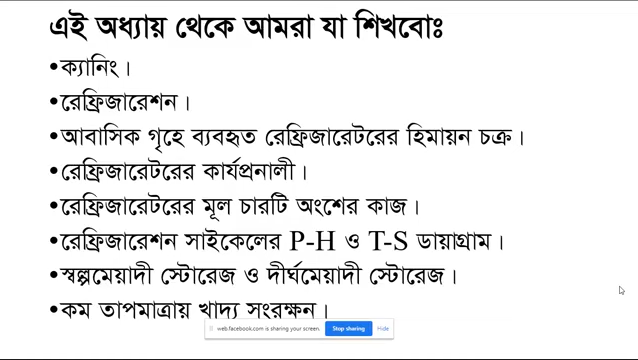 এই অধ্যায় থেকে আমরা যা শিখবোঃ
•ক্যানিং।
•রেফ্রিজারেশন।
•আবাসিক গৃহে ব্যবহৃত রেফ্রিজারেটরের হিমায়ন চক্র।
•রেফ্রিজারেটরের কার্যপ্রনালী।
•রেফ্রিজারেটরের মূল চারটি অংশের কাজ।
•রেফ্রিজারেশন সাইকেলের P-H ও T-S ডায়াগ্রাম।
•স্বল্পমেয়াদী স্টোরেজ ও দীর্ঘমেয়াদী স্টোরেজ।
•কম তাপমাত্রায় খাদ্য সংরক্ষন।
web.facebook.com is sharing your screen. Stop sharing Hide